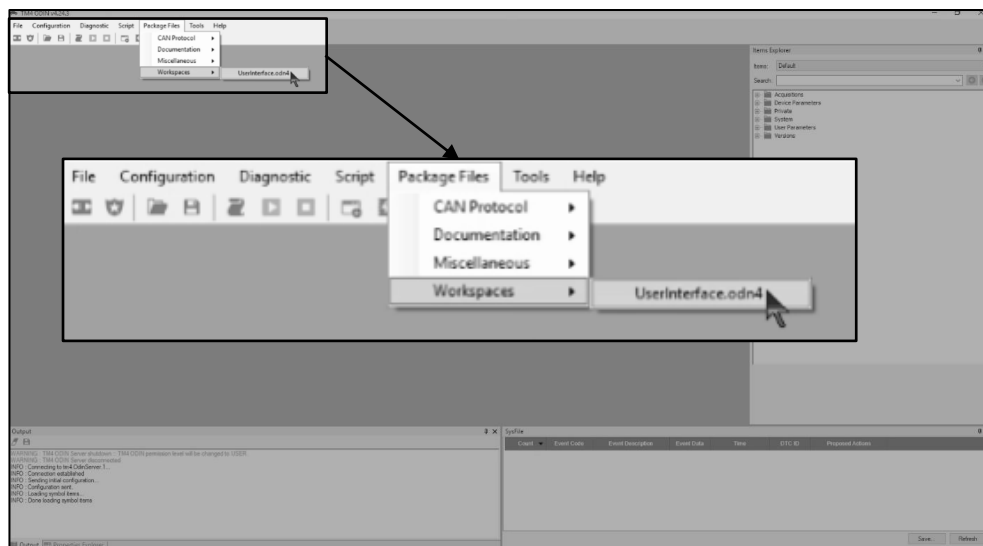 TM4 ODIN v4.24.3
File Configuration Diagnostic Script Package Files Tools Help
CAN Protocol
Documentation
Miscellaneous
Workspaces
UserInterface.odn4
Items Explorer
Items: Default
Search:
Acquisitions
Device Parameters
Private
System
User Parameters
Versions
File Configuration Diagnostic Script Package Files Tools Help
CAN Protocol
Documentation
Miscellaneous
Workspaces
UserInterface.odn4
Output
WARNING: TM4 ODIN Server shutdown : TM4 ODIN permission level will be changed to USER
WARNING: TM4 ODIN Server disconnected
INFO : Connecting to tm4 OdinServer.1...
INFO : Connection established
INFO : Sending initial configuration...
INFO : Configuration sent.
INFO : Loading symbol items...
INFO : Done loading symbol items
Output Properties Explorer
Sysfile
Count Event Code Event Description Event Data Time DTC ID Proposed Actions
Save... Refresh